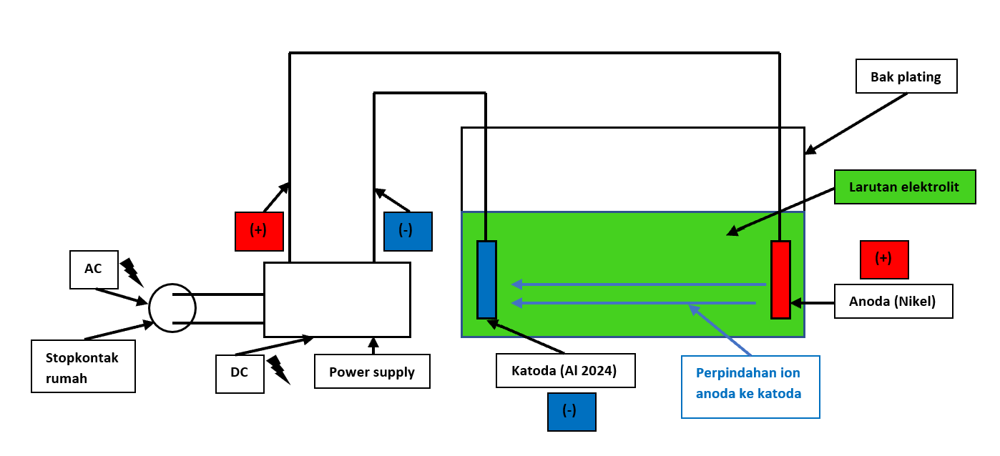 Bak plating
Larutan elektrolit
(+)
(-)
(+)
AC
Anoda (Nikel)
Stopkontak
rumah
DC
Power supply
Katoda (Al 2024)
Perpindahan ion
anoda ke katoda
(-)